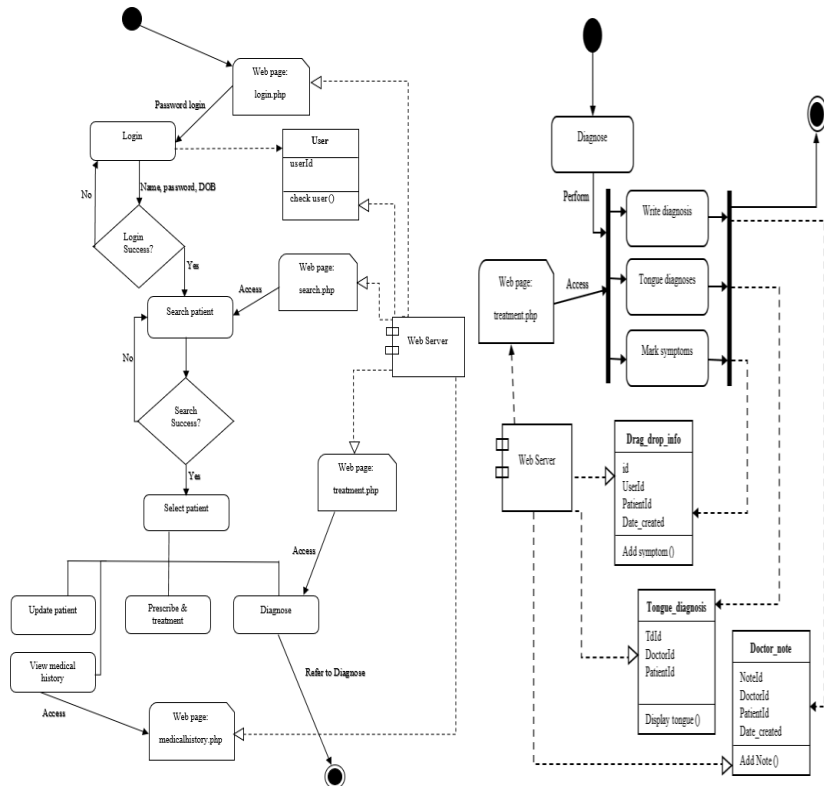 Web page:
login.php
Password login
Login
User
userId
check user ()
Name, password, DOB
No
Login
Success?
Yes
Web page:
search.php
Access
Search patient
No
Web Server
Search
Success?
Yes
Web page:
treatment.php
Select patient
Access
Update patient
Prescribe &
treatment
Diagnose
View medical
history
Refer to Diagnose
Access
Web page:
medicalhistory.php
Diagnose
Perform
Write diagnosis
Web page:
treatment.php
Access
Tongue diagnoses
Mark symptoms
Web Server
Drag_drop_info
id
UserId
PatientId
Date_created
Add symptom ()
Tongue_diagnosis
TdId
DoctorId
PatientId
Display tongue ()
Doctor_note
NoteId
DoctorId
PatientId
Date_created
Add Note ()